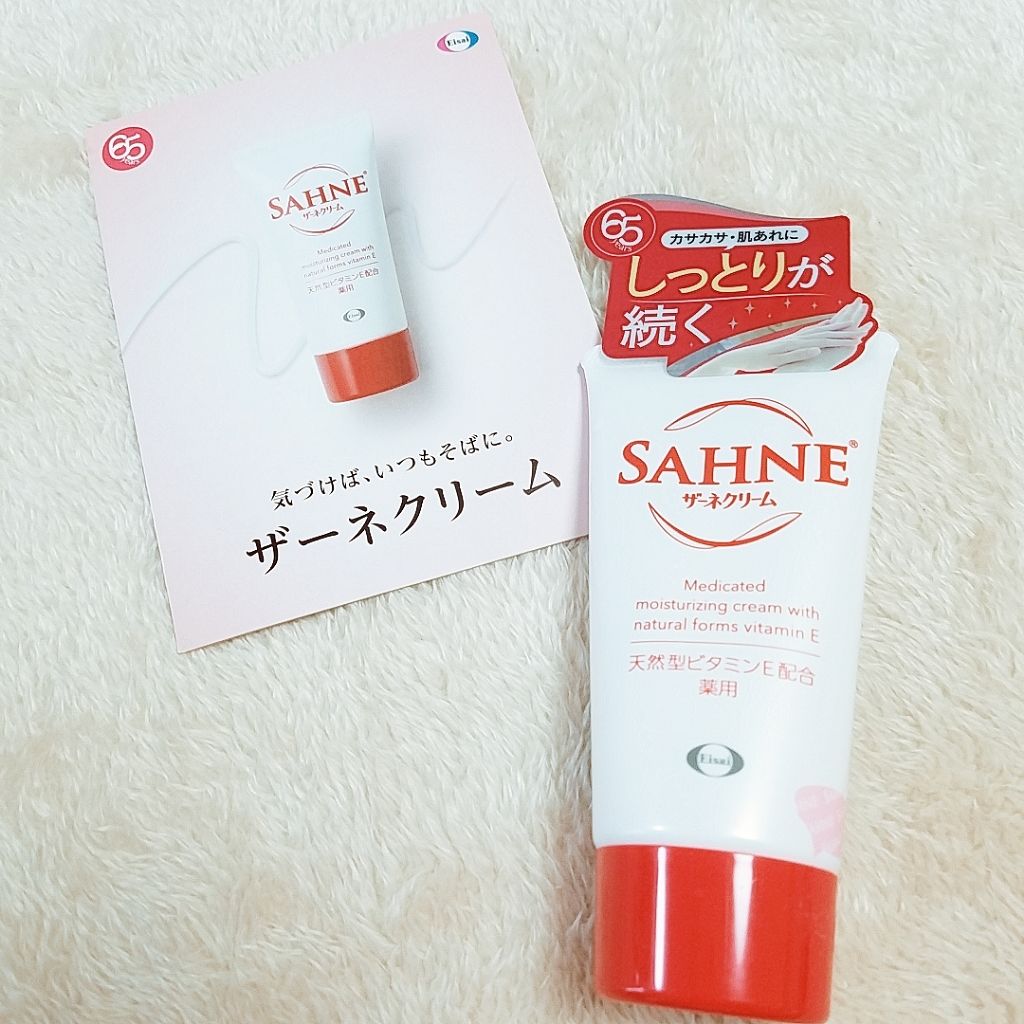 Eisai
65
years
SAHNE®
ザーネクリーム
Medicated
moisturizing cream with
natural forms vitamin E
天然型ビタミンE配合
薬用
Eisai
気づけば、いつもそばに。
ザーネクリーム
65
years
カサカサ・肌あれに
しっとりが
続く
SAHNE®
ザーネクリーム
Medicated
moisturizing cream with
natural forms vitamin E
天然型ビタミンE配合
薬用
Eisai